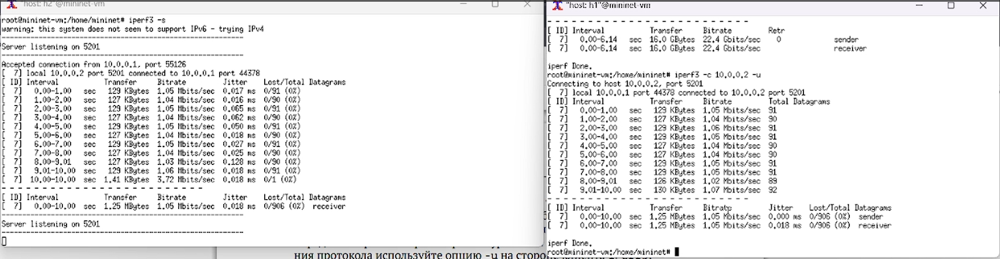 "host: h2"@mininet-vm
root@mininet-vm:/home/mininet# iperf3 -s
warning: this system does not seem to support IPv6 - trying IPv4
-----------------------------------------------------------
Server listening on 5201
-----------------------------------------------------------
Accepted connection from 10.0.0.1, port 55126
[  7] local 10.0.0.2 port 5201 connected to 10.0.0.1 port 44378
[ ID] Interval           Transfer     Bitrate         Jitter    Lost/Total Datagrams
[  7]   0.00-1.00   sec   129 KBytes  1.05 Mbits/sec  0.017 ms  0/91 (0%)
[  7]   1.00-2.00   sec   127 KBytes  1.04 Mbits/sec  0.016 ms  0/90 (0%)
[  7]   2.00-3.00   sec   129 KBytes  1.05 Mbits/sec  0.065 ms  0/91 (0%)
[  7]   3.00-4.00   sec   127 KBytes  1.04 Mbits/sec  0.062 ms  0/90 (0%)
[  7]   4.00-5.00   sec   129 KBytes  1.05 Mbits/sec  0.050 ms  0/91 (0%)
[  7]   5.00-6.00   sec   127 KBytes  1.04 Mbits/sec  0.018 ms  0/90 (0%)
[  7]   6.00-7.00   sec   129 KBytes  1.05 Mbits/sec  0.027 ms  0/91 (0%)
[  7]   7.00-8.00   sec   127 KBytes  1.04 Mbits/sec  0.025 ms  0/90 (0%)
[  7]   8.00-9.01   sec   127 KBytes  1.03 Mbits/sec  0.128 ms  0/90 (0%)
[  7]   9.01-10.00  sec   129 KBytes  1.06 Mbits/sec  0.018 ms  0/91 (0%)
[  7]  10.00-10.00  sec  1.41 KBytes  3.72 Mbits/sec  0.018 ms  0/1 (0%)
- - - - - - - - - - - - - - - - - - - - - - - - -
[ ID] Interval           Transfer     Bitrate         Jitter    Lost/Total Datagrams
[  7]   0.00-10.00  sec  1.25 MBytes  1.05 Mbits/sec  0.018 ms  0/906 (0%)  receiver
-----------------------------------------------------------
Server listening on 5201
-----------------------------------------------------------
"host: h1"@mininet-vm
- - - - - - - - - - - - - - - - - - - - - - - - -
[ ID] Interval           Transfer     Bitrate         Retr
[  7]   0.00-6.14   sec  16.0 GBytes  22.4 Gbits/sec    0             sender
[  7]   0.00-6.14   sec  16.0 GBytes  22.4 Gbits/sec                  receiver
iperf Done.
root@mininet-vm:/home/mininet# iperf3 -c 10.0.0.2 -u
Connecting to host 10.0.0.2, port 5201
[  7] local 10.0.0.1 port 44378 connected to 10.0.0.2 port 5201
[ ID] Interval           Transfer     Bitrate         Total Datagrams
[  7]   0.00-1.00   sec   129 KBytes  1.05 Mbits/sec  91
[  7]   1.00-2.00   sec   127 KBytes  1.04 Mbits/sec  90
[  7]   2.00-3.00   sec   129 KBytes  1.06 Mbits/sec  91
[  7]   3.00-4.00   sec   129 KBytes  1.05 Mbits/sec  91
[  7]   4.00-5.00   sec   127 KBytes  1.04 Mbits/sec  90
[  7]   5.00-6.00   sec   127 KBytes  1.04 Mbits/sec  90
[  7]   6.00-7.00   sec   129 KBytes  1.05 Mbits/sec  91
[  7]   7.00-8.00   sec   129 KBytes  1.05 Mbits/sec  91
[  7]   8.00-9.01   sec   126 KBytes  1.02 Mbits/sec  89
[  7]   9.01-10.00  sec   130 KBytes  1.07 Mbits/sec  92
- - - - - - - - - - - - - - - - - - - - - - - - -
[ ID] Interval           Transfer     Bitrate         Jitter    Lost/Total Datagrams
[  7]   0.00-10.00  sec  1.25 MBytes  1.05 Mbits/sec  0.000 ms  0/906 (0%)  sender
[  7]   0.00-10.00  sec  1.25 MBytes  1.05 Mbits/sec  0.018 ms  0/906 (0%)  receiver
iperf Done.
root@mininet-vm:/home/mininet#
ния протокола используйте опцию -u на